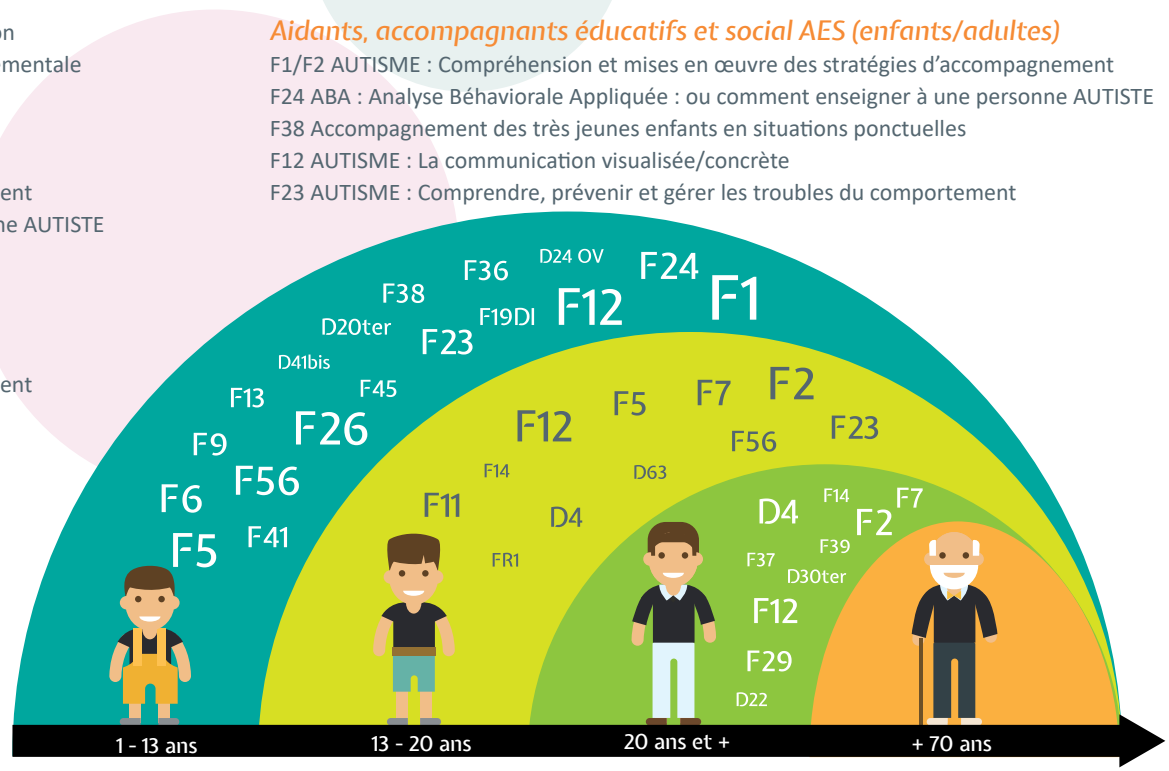 on
ementale
ent
ne AUTISTE
ent
Aidants, accompagnants éducatifs et social AES (enfants/adultes)
F1/F2 AUTISME : Compréhension et mises en œuvre des stratégies d’accompagnement
F24 ABA : Analyse Béhaviorale Appliquée : ou comment enseigner à une personne AUTISTE
F38 Accompagnement des très jeunes enfants en situations ponctuelles
F12 AUTISME : La communication visualisée/concrète
F23 AUTISME : Comprendre, prévenir et gérer les troubles du comportement
D24 OV
F36
F24
F38
F12
F1
F19DI
D20ter
F23
D41bis
F13
F45
F26
F9
F56
F6
F41
F5
F2
F7
F5
F12
F23
F56
F14
D63
F11
D4
FR1
F14
F7
D4
F2
F39
F37
D30ter
F12
F29
D22
1 - 13 ans
13 - 20 ans
20 ans et +
+ 70 ans